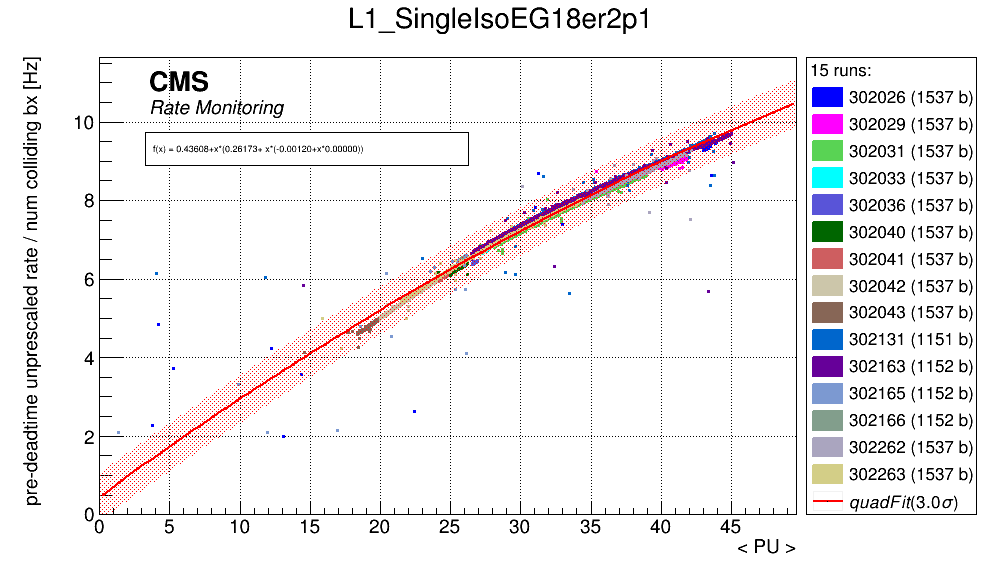 L1_SingleIsoEG18er2p1
pre-deadtime unprescaled rate / num colliding bx [Hz]
CMS
Rate Monitoring
f(x) = 0.43608+x*(0.26173+ x*(-0.00120+x*0.00000))
10
8
6
4
2
0
0 5 10 15 20 25 30 35 40 45
< PU >
15 runs:
302026 (1537 b)
302029 (1537 b)
302031 (1537 b)
302033 (1537 b)
302036 (1537 b)
302040 (1537 b)
302041 (1537 b)
302042 (1537 b)
302043 (1537 b)
302131 (1151 b)
302163 (1152 b)
302165 (1152 b)
302166 (1152 b)
302262 (1537 b)
302263 (1537 b)
quadFit(3.0σ)